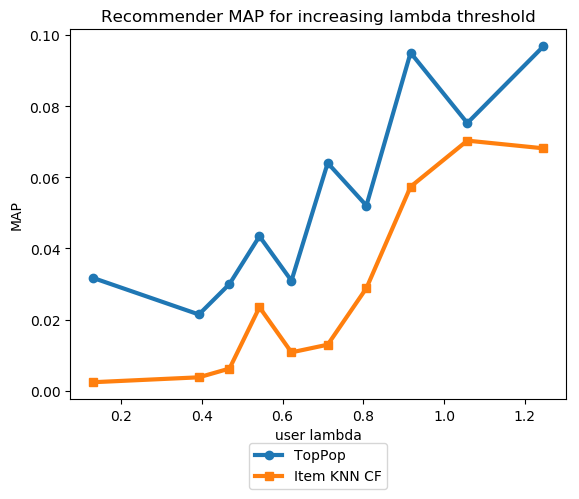 Recommender MAP for increasing lambda threshold
MAP
0.10
0.08
0.06
0.04
0.02
0.00
0.2 0.4 0.6 0.8 1.0 1.2
user lambda
TopPop
Item KNN CF